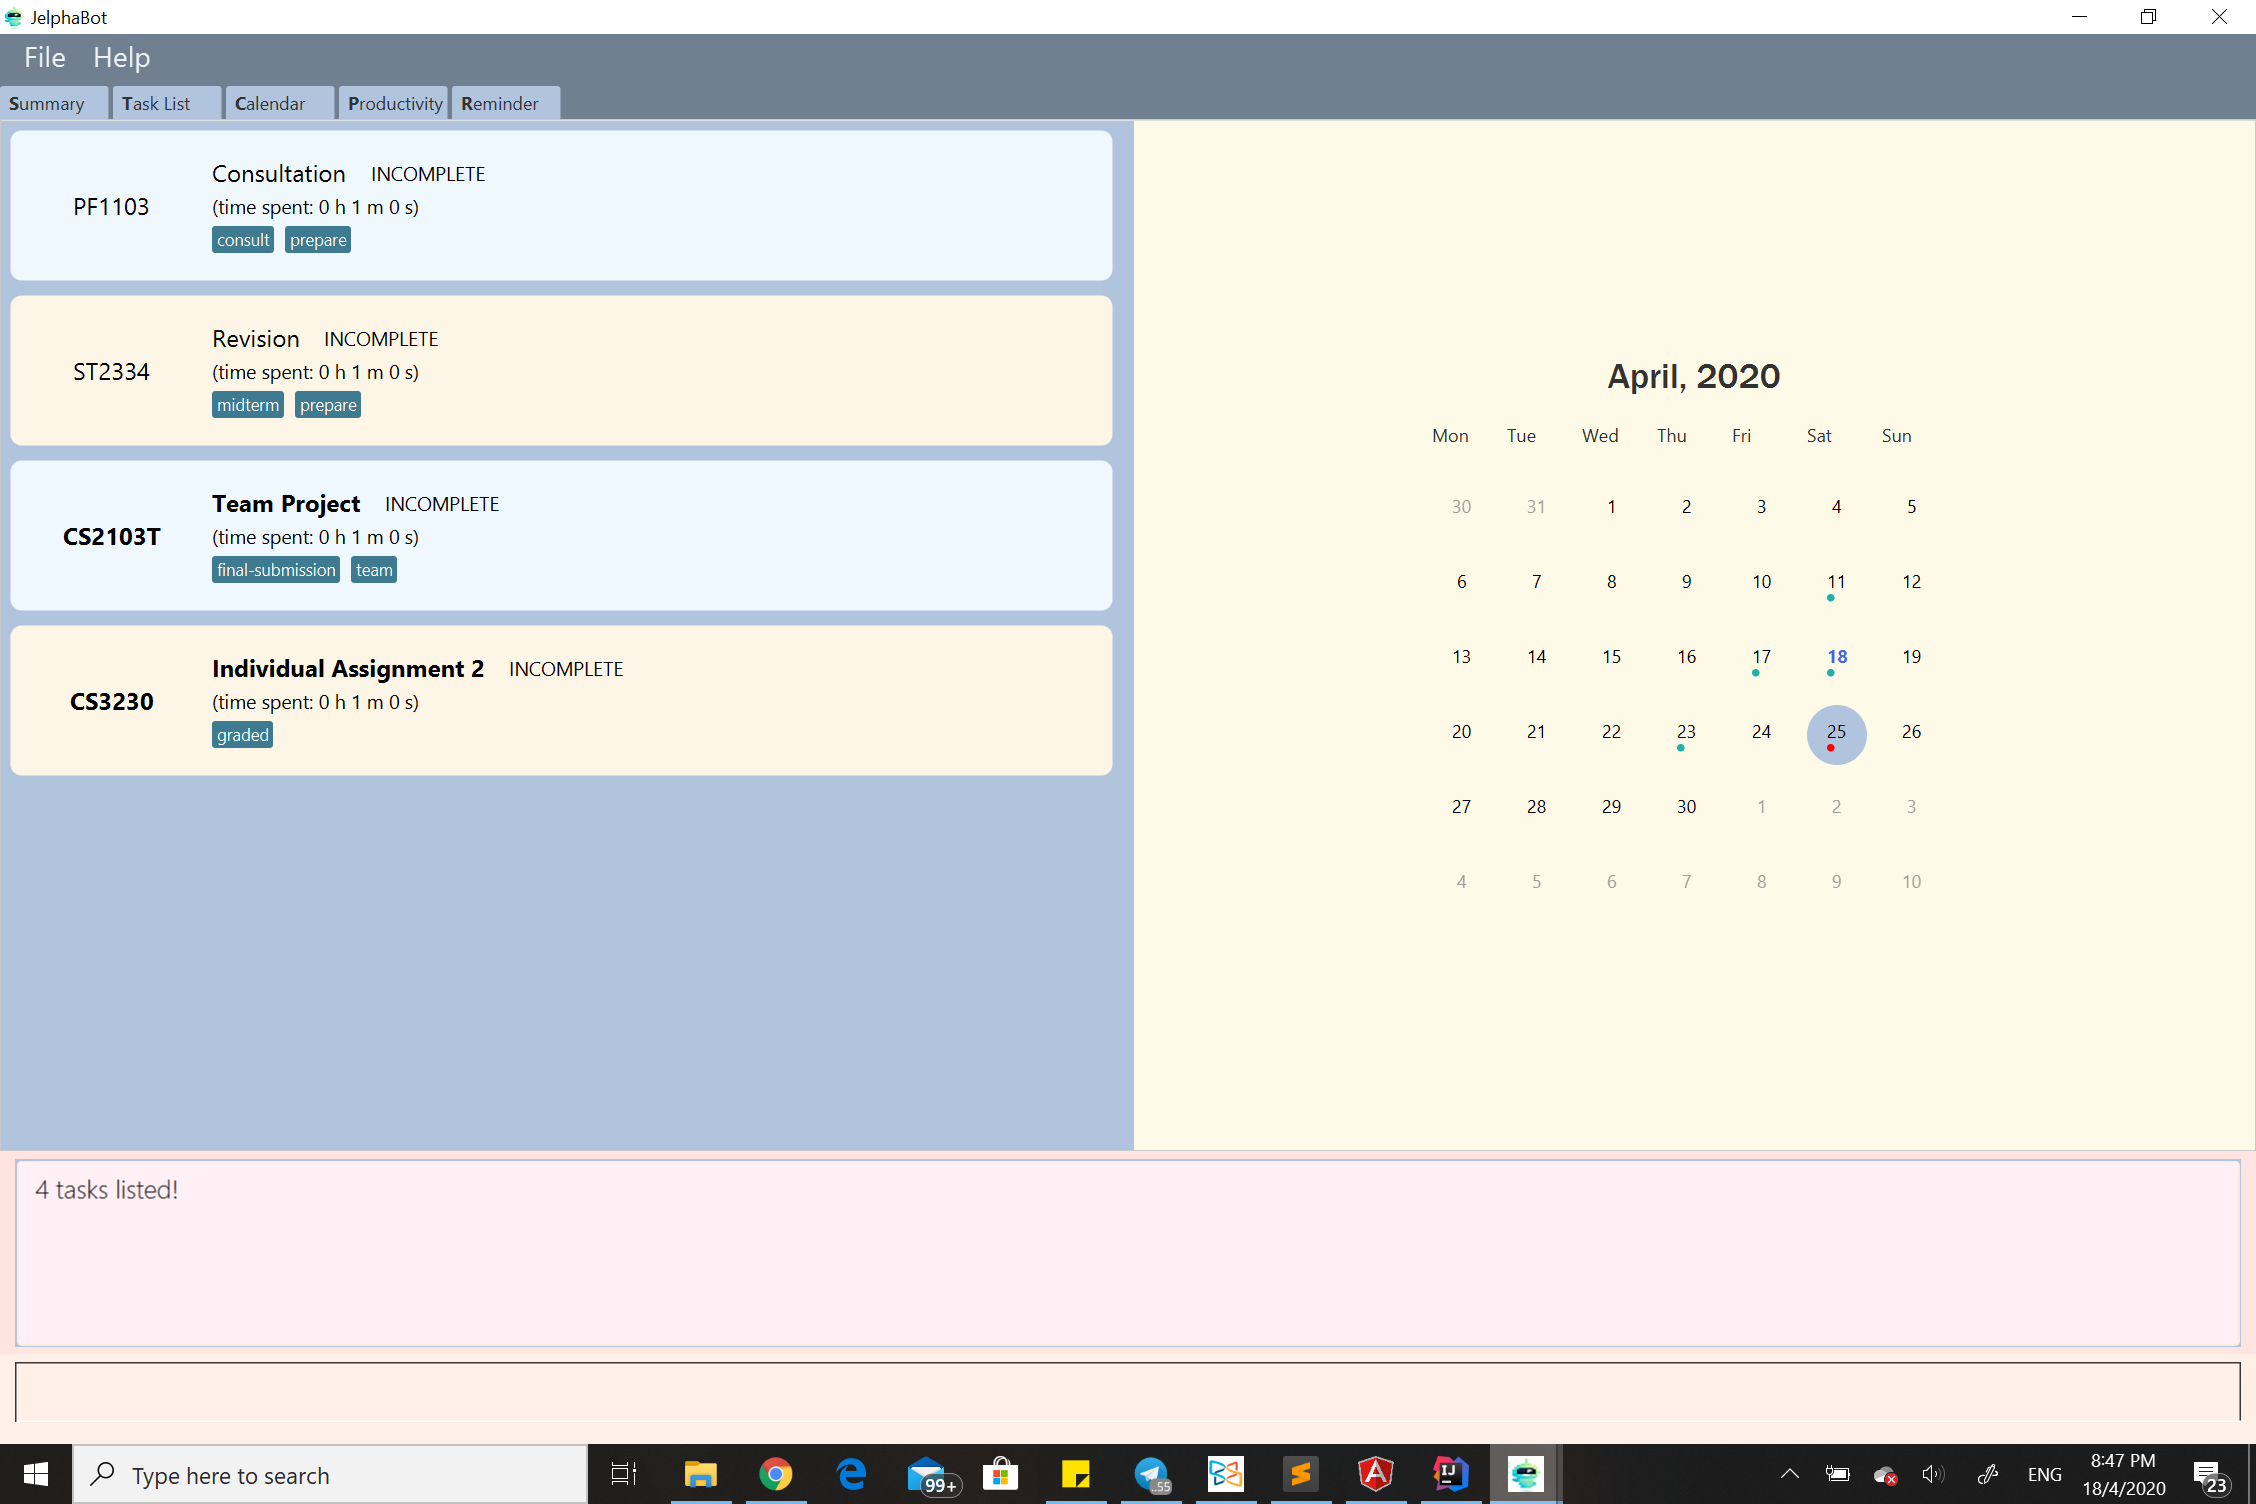 JelphaBot
File Help
Summary Task List Calendar Productivity Reminder
PF1103
Consultation INCOMPLETE
(time spent: 0 h 1 m 0 s)
consult prepare
ST2334
Revision INCOMPLETE
(time spent: 0 h 1 m 0 s)
midterm prepare
CS2103T
Team Project INCOMPLETE
(time spent: 0 h 1 m 0 s)
final-submission team
CS3230
Individual Assignment 2 INCOMPLETE
(time spent: 0 h 1 m 0 s)
graded
April, 2020
Mon Tue Wed Thu Fri Sat Sun
30 31 1 2 3 4 5
6 7 8 9 10 11 12
13 14 15 16 17 18 19
20 21 22 23 24 25 26
27 28 29 30 1 2 3
4 5 6 7 8 9 10
4 tasks listed!
Type here to search
99+
..55
IJ
ENG
8:47 PM
18/4/2020
23